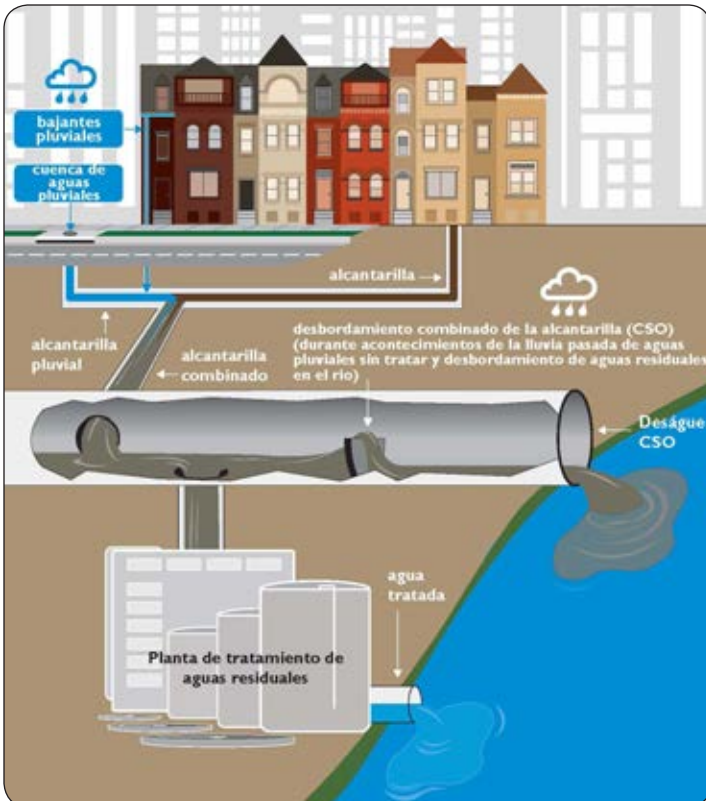 bajantes
pluviales
cuenca de
aguas
pluviales
alcantarilla
desbordamiento combinado de la alcantarilla (CSO)
(durante acontecimientos de la lluvia pasada de aguas
pluviales sin tratar y desbordamiento de aguas residuales
en el rio)
alcantarilla
pluvial
alcantarilla
combinado
Deságue
CSO
agua
tratada
Planta de tratamiento de
aguas residuales